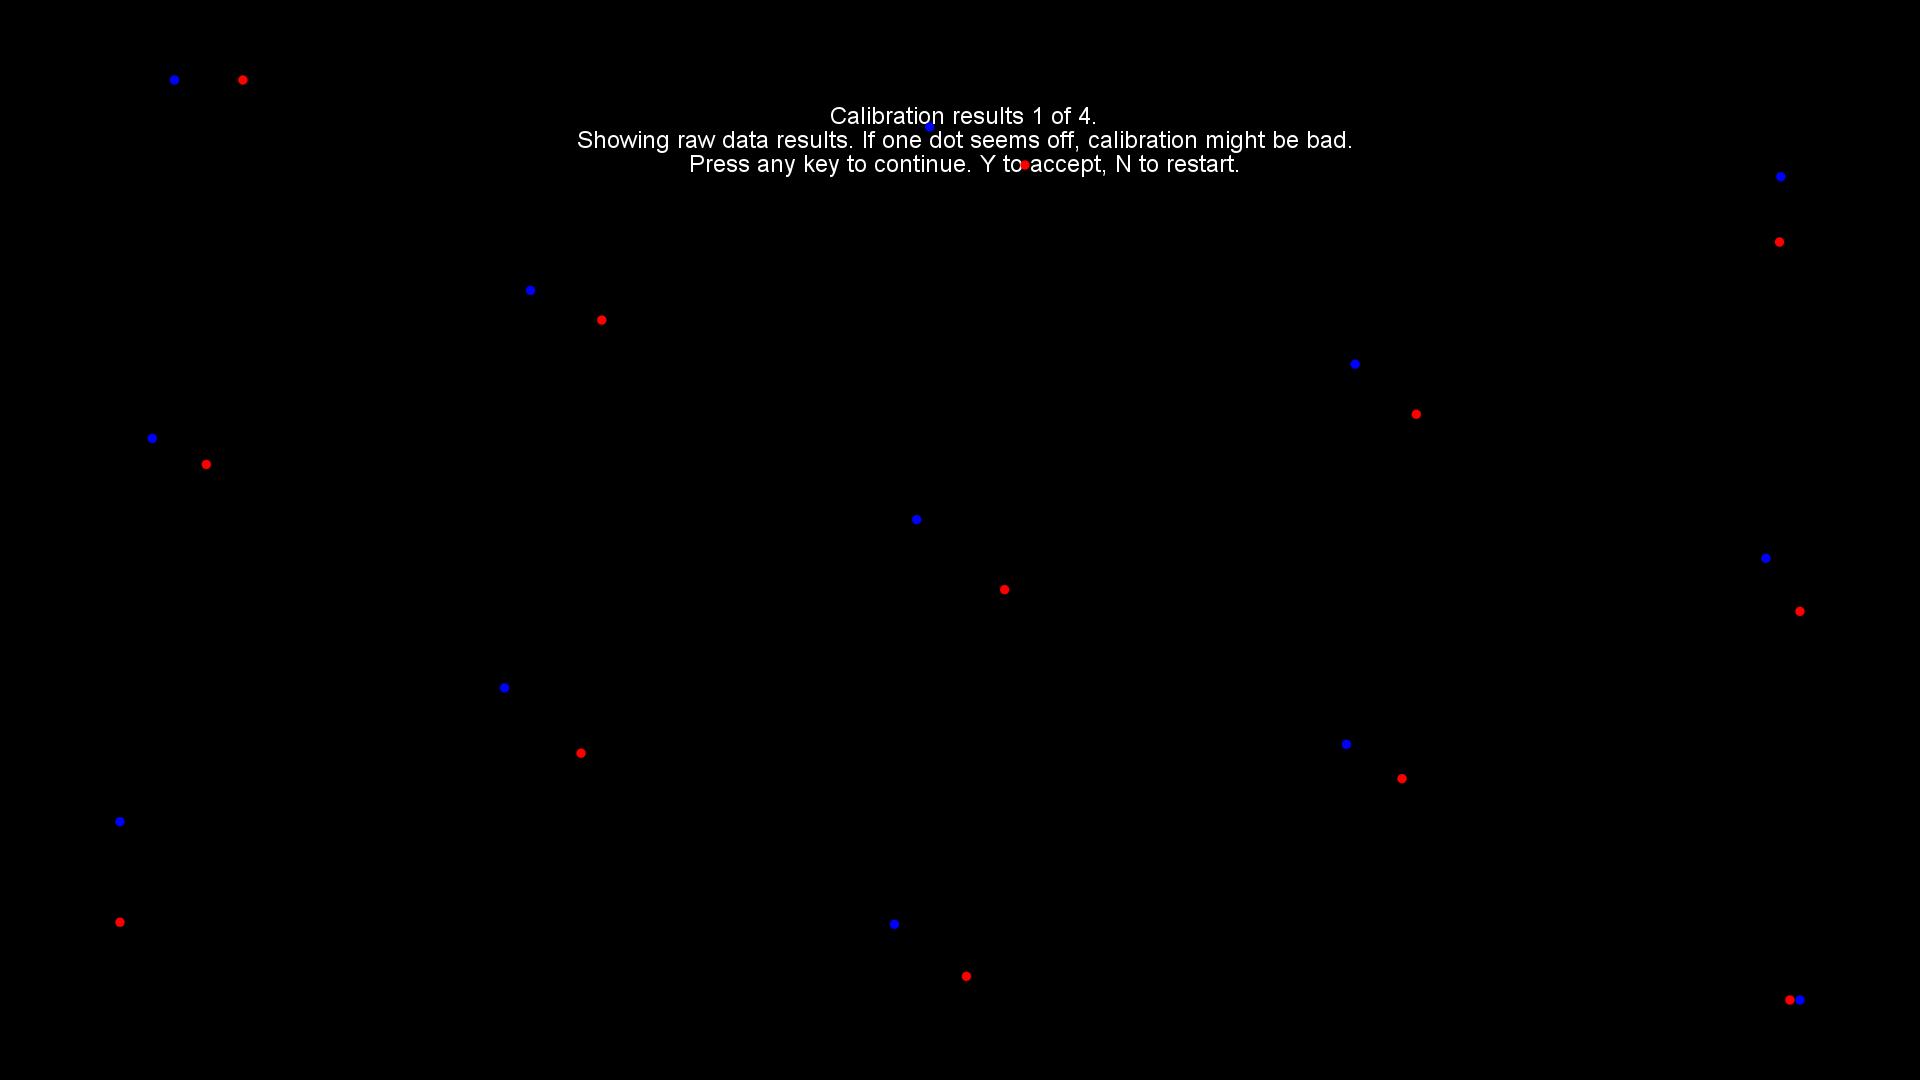 Calibration results 1 of 4.
Showing raw data results. If one dot seems off, calibration might be bad.
Press any key to continue. Y to accept, N to restart.